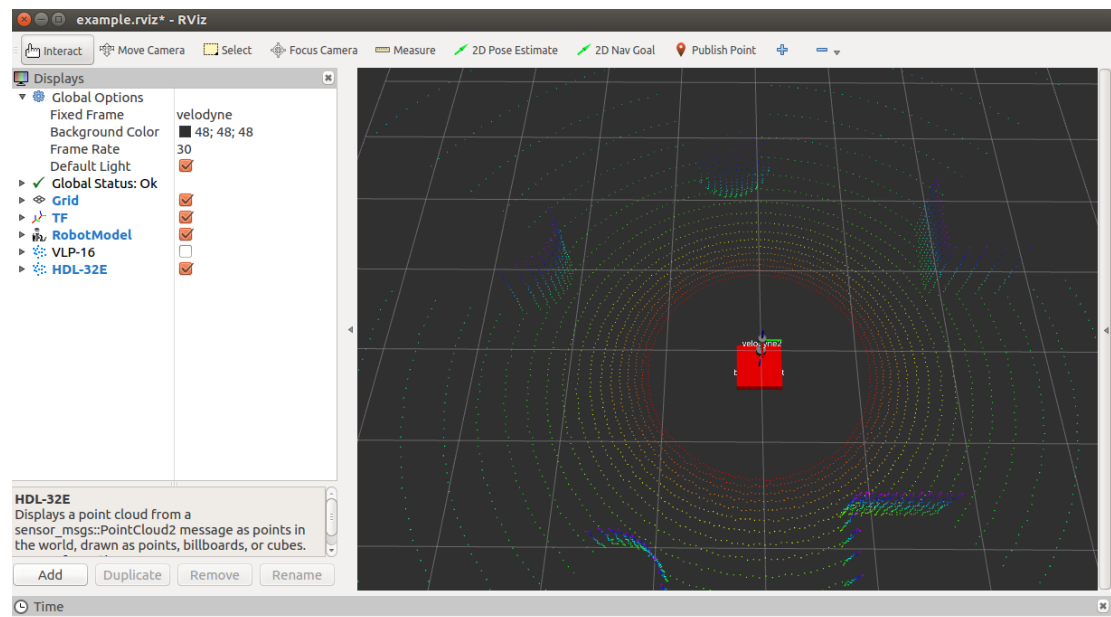 example.rviz* - RViz
Interact Move Camera Select Focus Camera Measure 2D Pose Estimate 2D Nav Goal Publish Point
Displays
Global Options
Fixed Frame velodyne
Background Color 48; 48; 48
Frame Rate 30
Default Light
Global Status: Ok
Grid
TF
RobotModel
VLP-16
HDL-32E
HDL-32E
Displays a point cloud from a
sensor_msgs::PointCloud2 message as points in
the world, drawn as points, billboards, or cubes.
Add Duplicate Remove Rename
Time